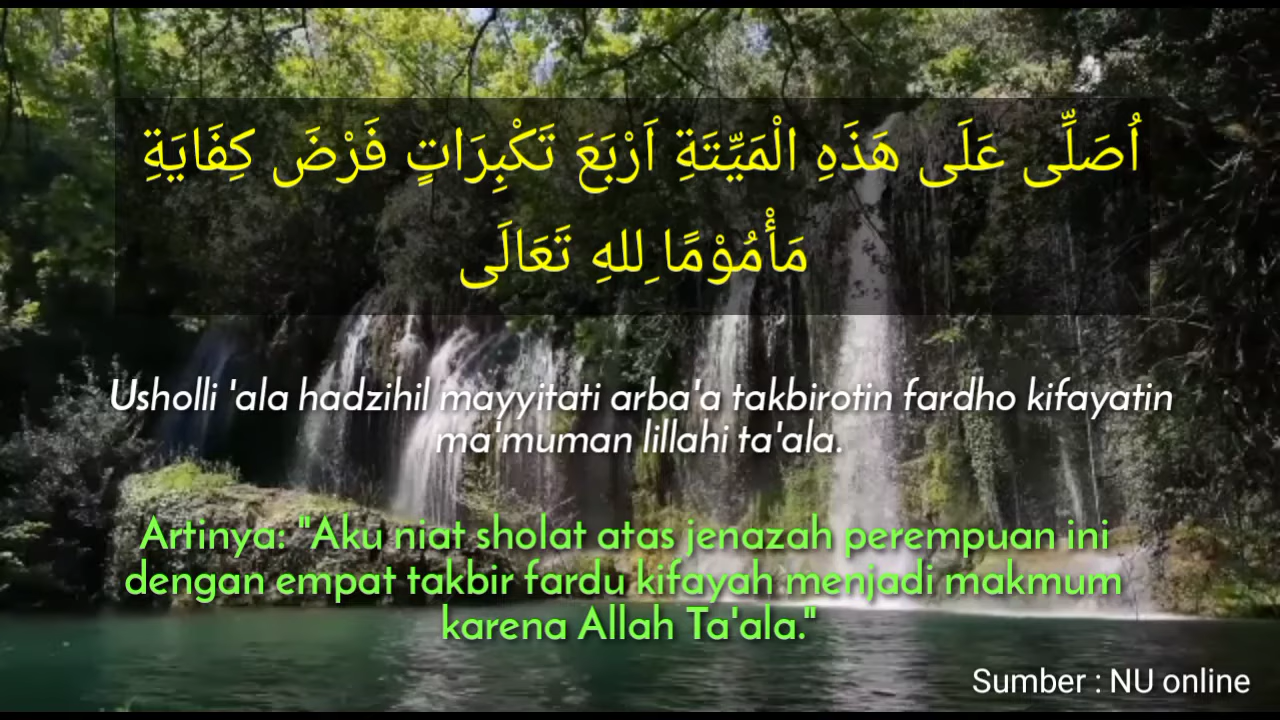 اُصَلِّى عَلَى هَذَهِ الْمَيِّتَةِ اَرْبَعَ تَكْبِرَاتٍ فَرْضَ كِفَايَةِ
مَأْمُوْمًا ِللهِ تَعَالَى
Usholli 'ala hadzihil mayyitati arba'a takbirotin fardho kifayatin
ma'muman lillahi ta'ala.
Artinya: "Aku niat sholat atas jenazah perempuan ini
dengan empat takbir fardu kifayah menjadi makmum
karena Allah Ta'ala."
Sumber : NU online